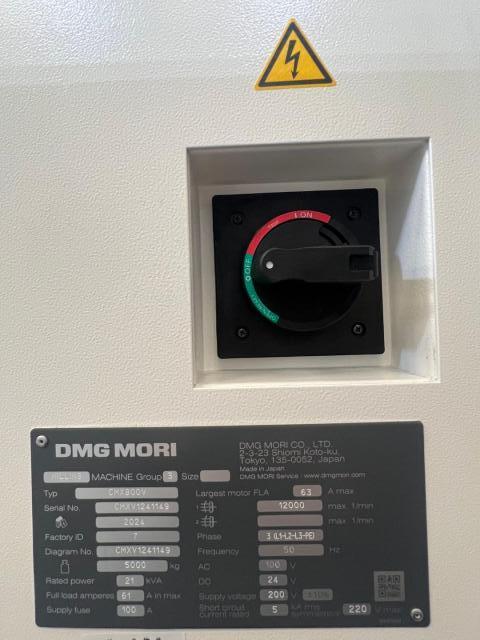 I ON
Trip
O OFF
DMG MORI
DMG MORI CO., LTD.
2-3-23 Shiomi Koto-ku,
Tokyo, 135-0052, Japan
Made in Japan
DMG MORI Service : www.dmgmori.com
MILLING MACHINE Group 3 Size
Typ CMX800V
Serial No. CMXV1241149
2024
Factory ID 7
Diagram No. CMXV1241149
5000 kg
Rated power 21 kVA
Full load amperes 61 A in max
Supply fuse 100 A
Largest motor FLA 63 A max
1 12000 max. 1/min
2 max. 1/min
Phase 3 (L1-L2-L3-PE)
Frequency 50 Hz
AC 100 V
DC 24 V
Supply voltage 200 V ±10%
Short circuit current rated 5 kA rms symmetrical 220 V max